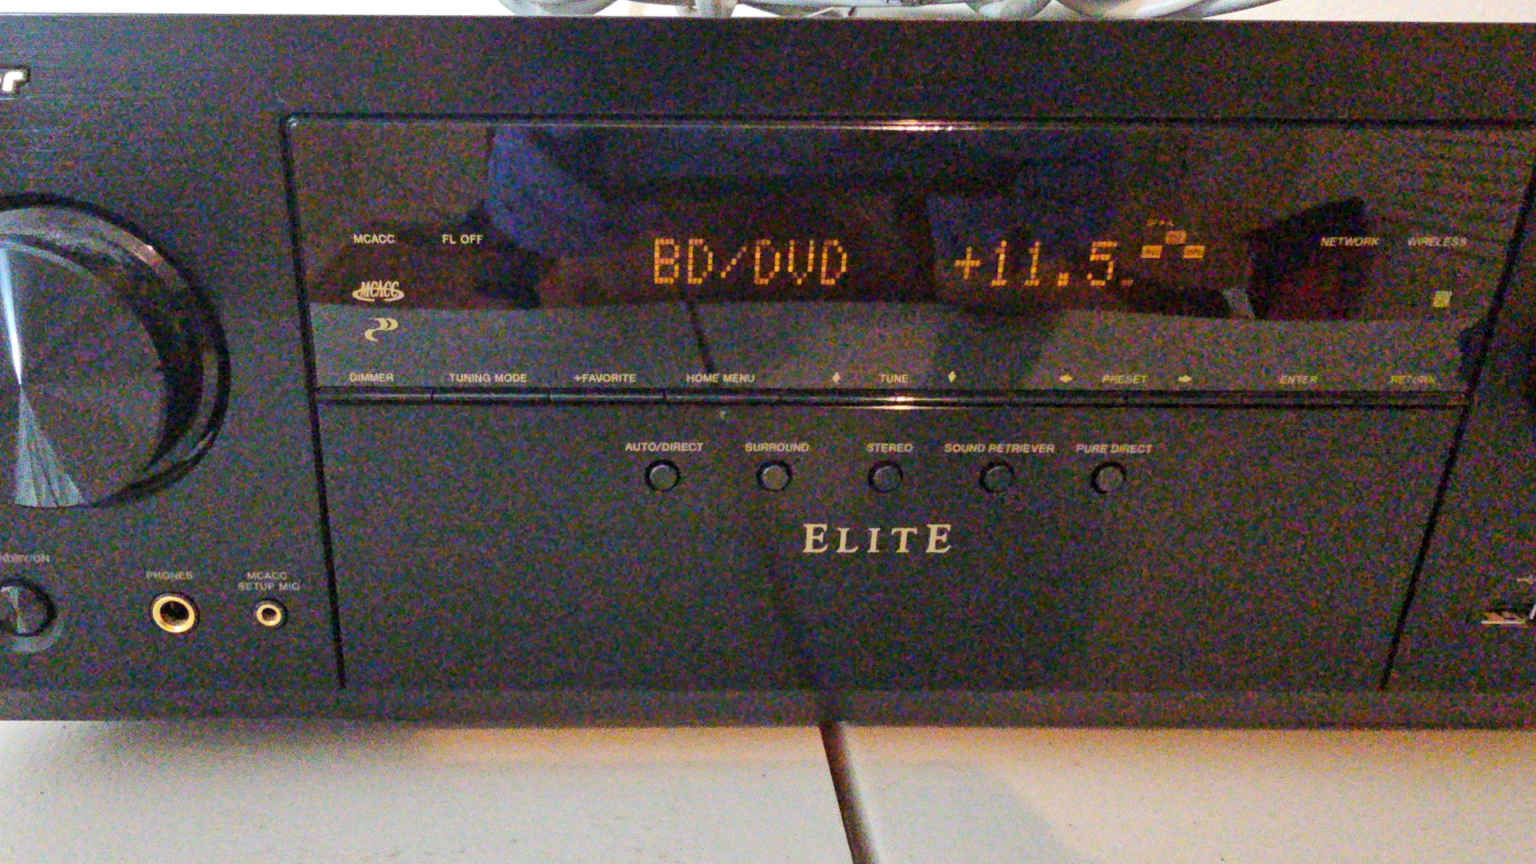 r
MCACC FL OFF
BD/DVD +11.5
NETWORK WIRELESS
MCACC
DIMMER TUNING MODE +FAVORITE HOME MENU TUNE PRESET ENTER RETURN
AUTO/DIRECT SURROUND STEREO SOUND RETRIEVER PURE DIRECT
ELITE
PHONES
MCACC
SETUP MIC